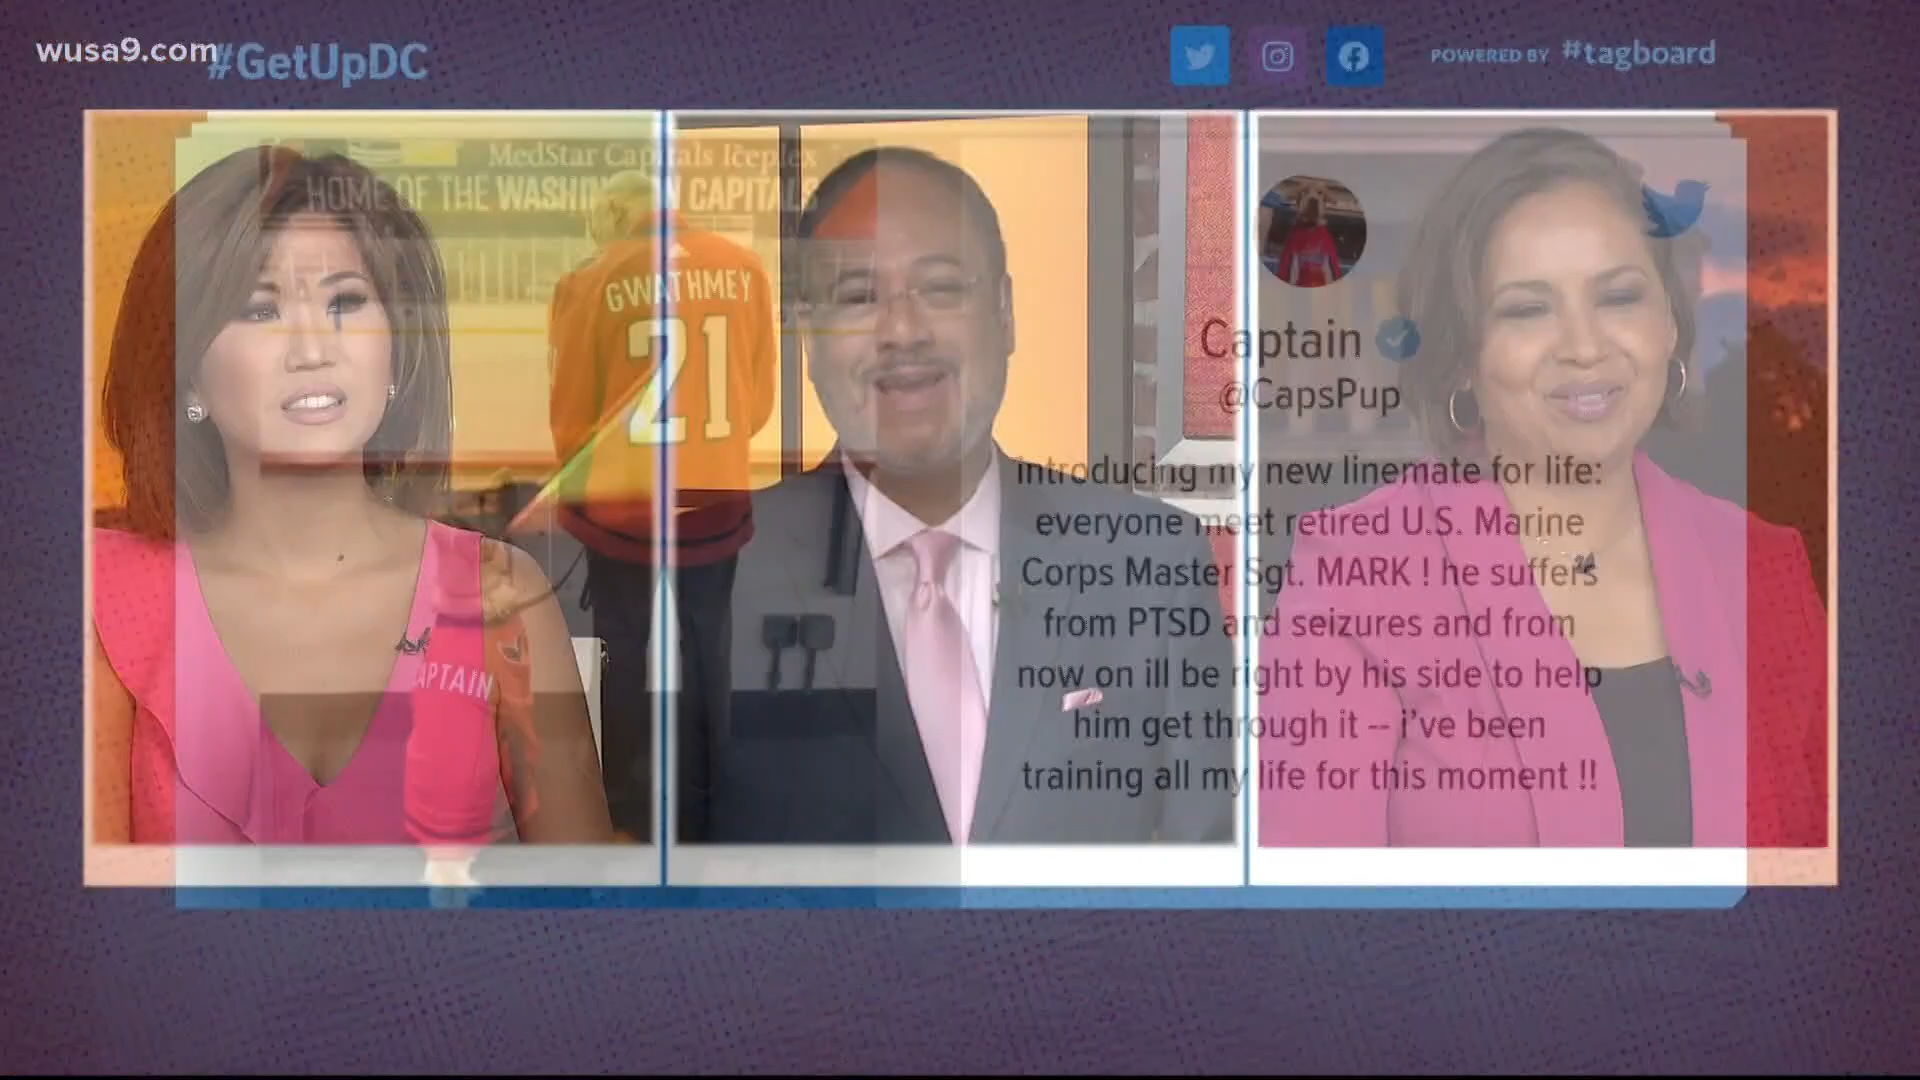 wusa9.com
#GetUpDC
POWERED BY #tagboard
MedStar Capitals Iceplex
HOME OF THE WASHINGTON CAPITALS
GWATHMEY
21
Captain
@CapsPup
introducing my new linemate for life:
everyone meet retired U.S. Marine
Corps Master Sgt. MARK ! he suffers
from PTSD and seizures and from
now on ill be right by his side to help
him get through it -- i've been
training all my life for this moment !!
CAPTAIN